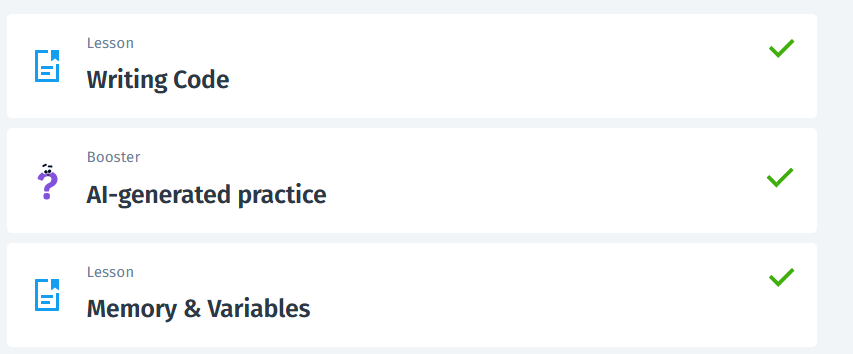 Lesson
Writing Code
Booster
AI-generated practice
Lesson
Memory & Variables